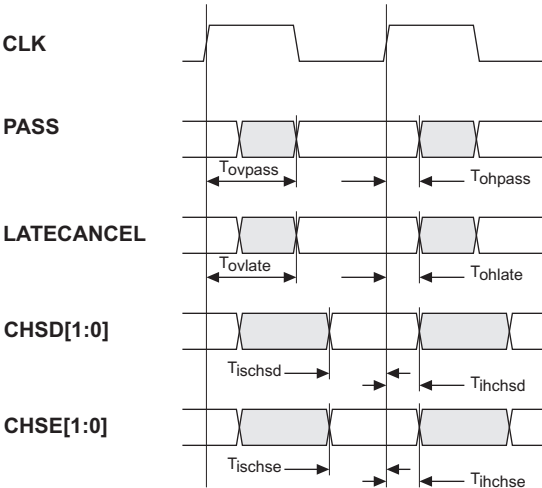 CLK
PASS
Tovpass
Tohpass
LATECANCEL
Tovlate
Tohlate
CHSD[1:0]
Tischsd
Tihchsd
CHSE[1:0]
Tischse
Tihchse